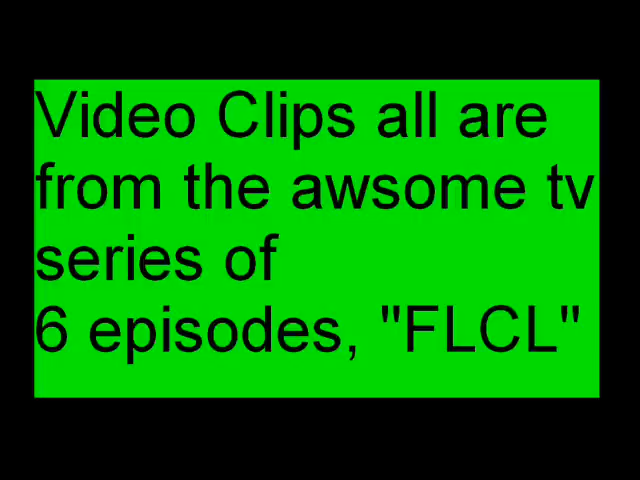 Video Clips all are
from the awsome tv
series of
6 episodes, "FLCL"